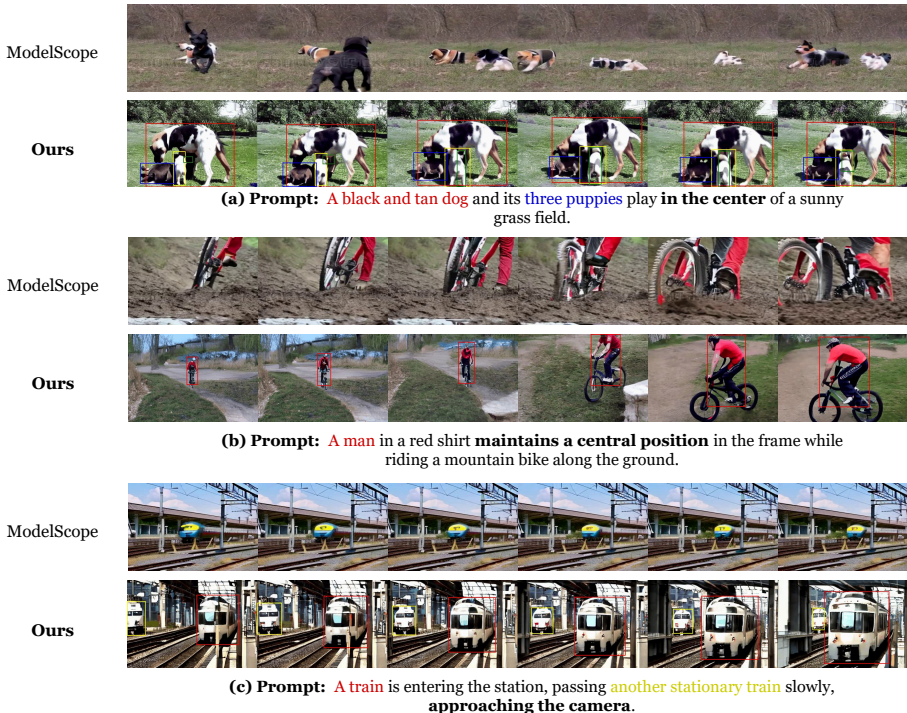 ModelScope
Ours
(a) Prompt: A black and tan dog and its three puppies play in the center of a sunny
grass field.
ModelScope
Ours
(b) Prompt: A man in a red shirt maintains a central position in the frame while
riding a mountain bike along the ground.
ModelScope
Ours
(c) Prompt: A train is entering the station, passing another stationary train slowly,
approaching the camera.